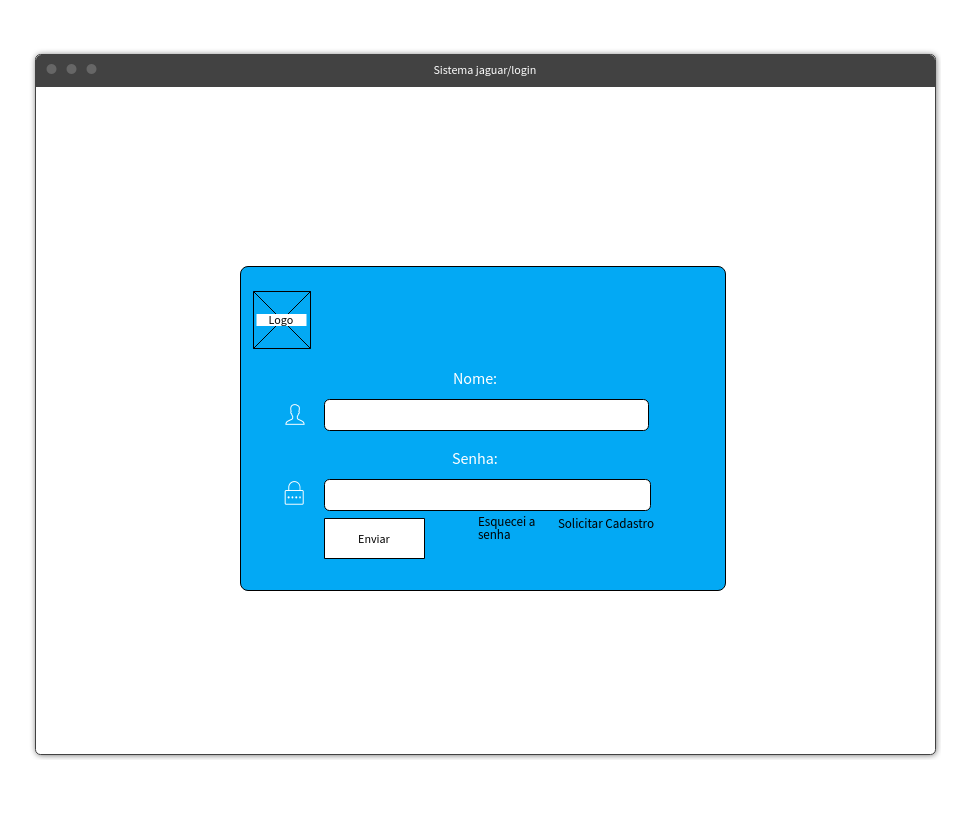 Sistema jaguar/login
Logo
Nome:
Senha:
Enviar
Esquecei a
senha
Solicitar Cadastro